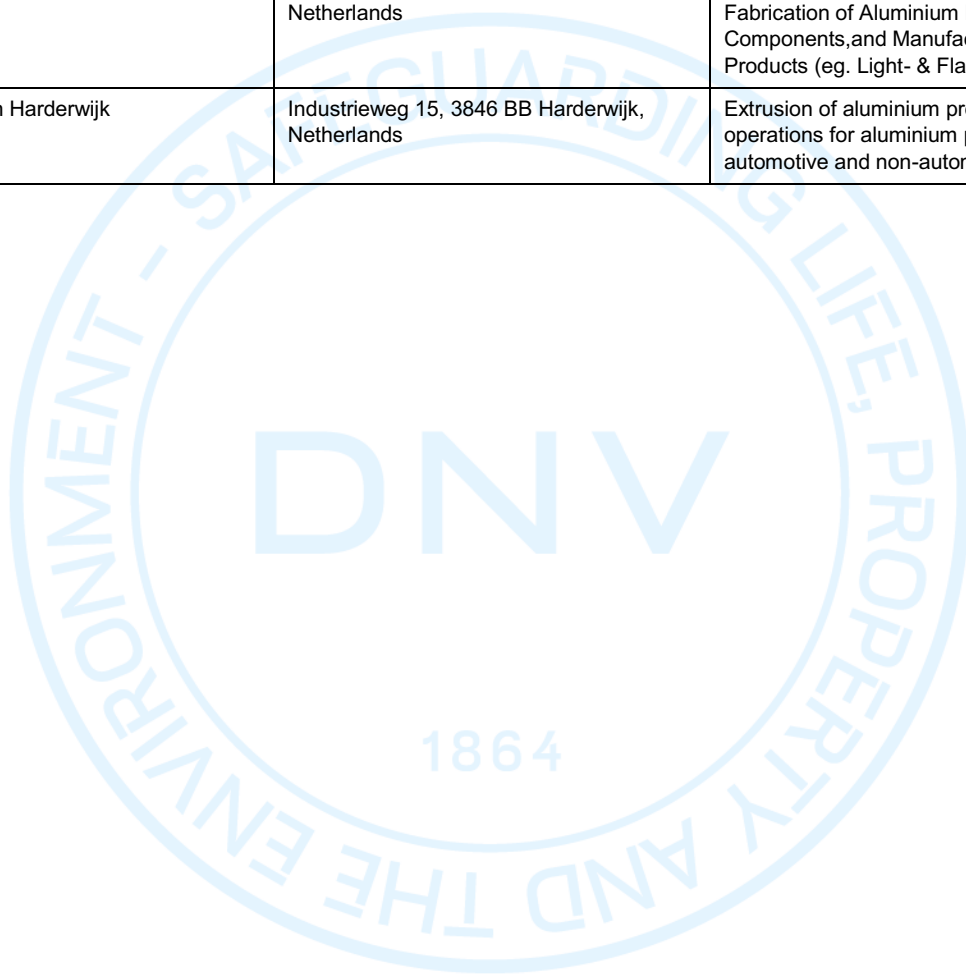 Netherlands
Fabrication of Aluminium
Components,and Manufa
Products (eg. Light- & Fla
Harderwijk
Industrieweg 15, 3846 BB Harderwijk,
Netherlands
Extrusion of aluminium pr
operations for aluminium
automotive and non-autor
SAFEGUARDING LIFE, PROPERTY AND THE ENVIRONMENT -
DNV
1864